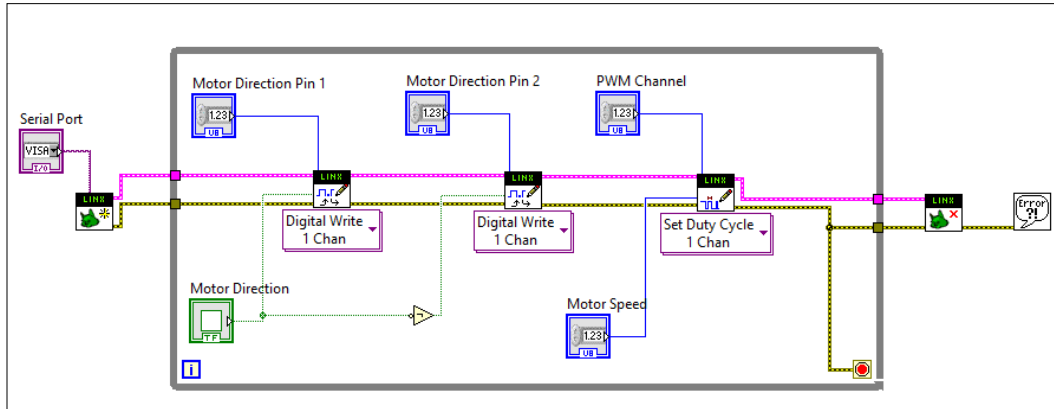 Motor Direction Pin 1
Motor Direction Pin 2
PWM Channel
Serial Port
1.23
U8
1.23
U8
1.23
U8
VISA
I/O
LINX
LINX
LINX
LINX
LINX
Error
?!
Digital Write
1 Chan
Digital Write
1 Chan
Set Duty Cycle
1 Chan
Motor Direction
TF
Motor Speed
1.23
U8
i